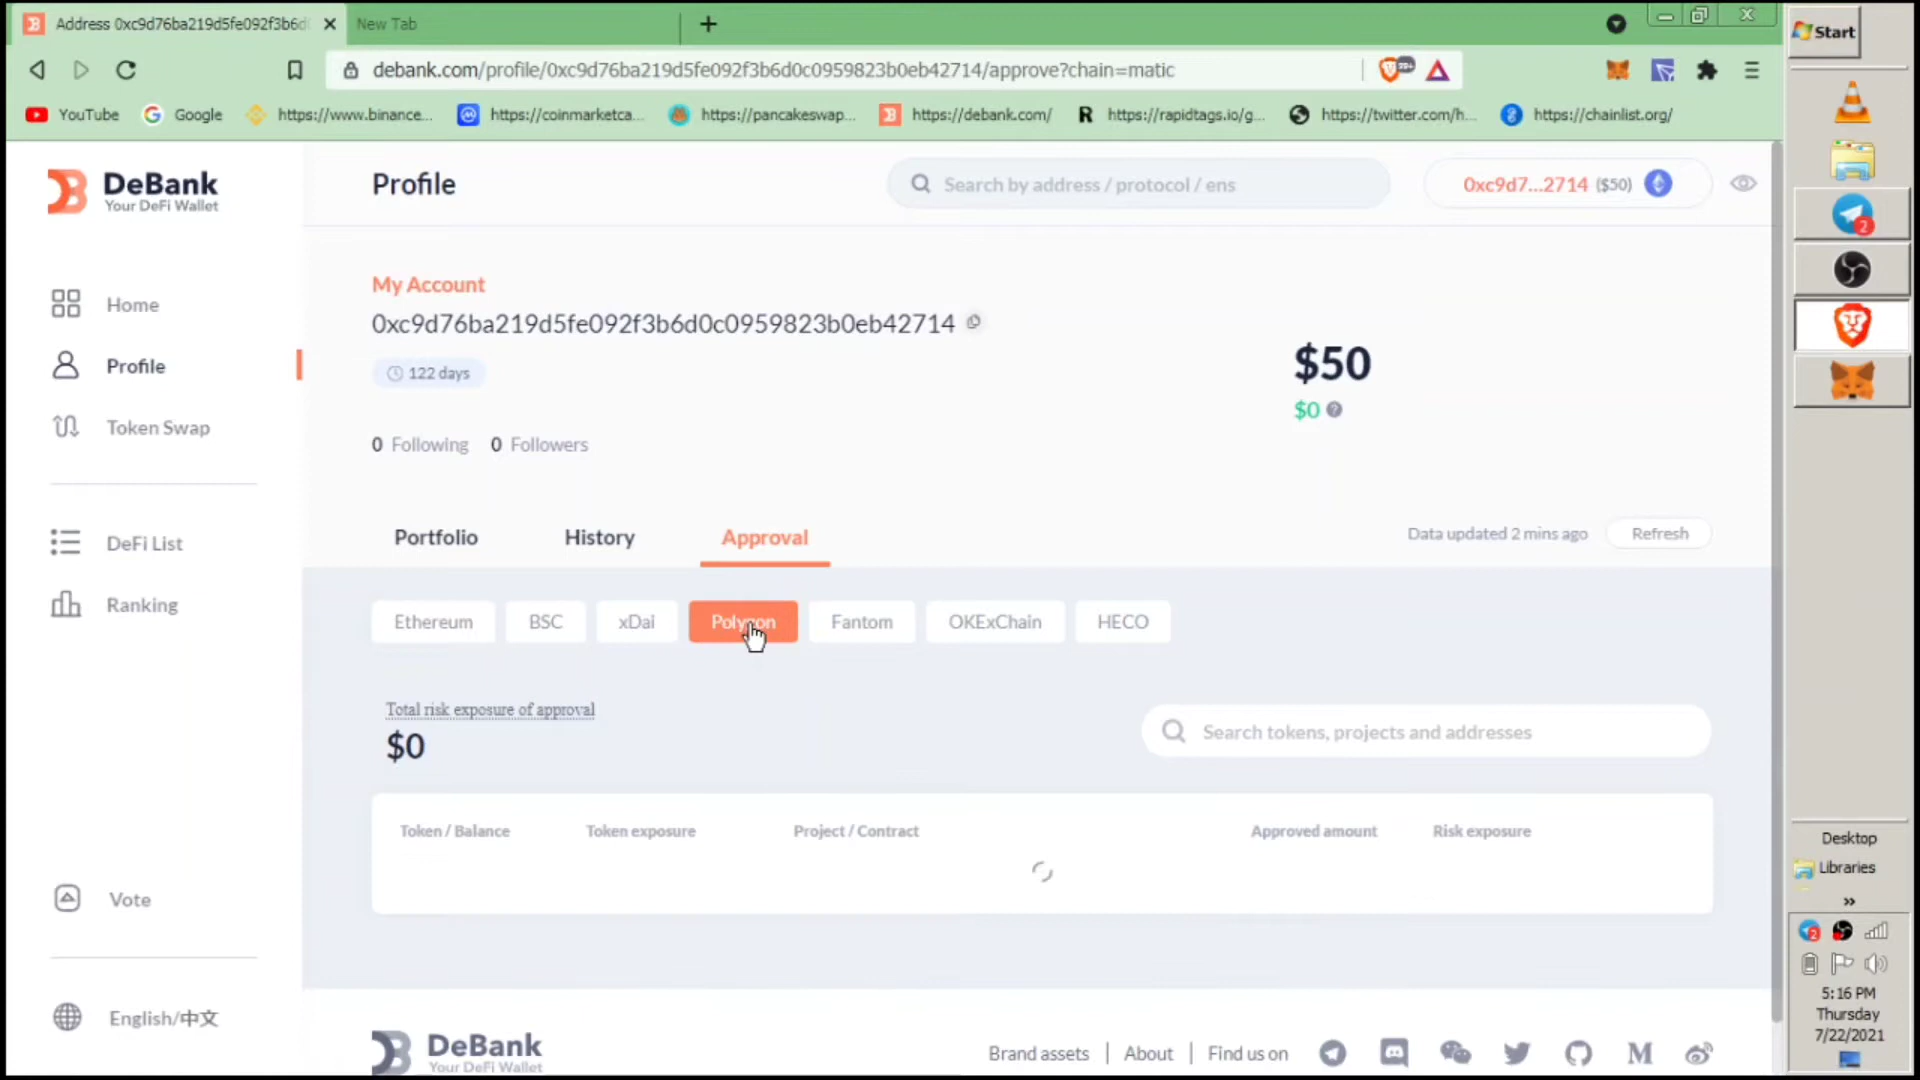 Address 0xc9d76ba219d5fe092f3b6d
New Tab
debank.com/profile/0xc9d76ba219d5fe092f3b6d0c0959823b0eb42714/approve?chain=matic
99+
YouTube
Google
https://www.binance...
https://coinmarketca...
https://pancakeswap...
https://debank.com/
https://rapidtags.io/g...
https://twitter.com/h...
https://chainlist.org/
DeBank
Your DeFi Wallet
Profile
Search by address / protocol / ens
0xc9d7...2714 ($50)
Home
Profile
Token Swap
DeFi List
Ranking
Vote
English/中文
My Account
0xc9d76ba219d5fe092f3b6d0c0959823b0eb42714
122 days
$50
$0
0 Following 0 Followers
Portfolio
History
Approval
Data updated 2 mins ago
Refresh
Ethereum
BSC
xDai
Polygon
Fantom
OKExChain
HECO
Total risk exposure of approval
$0
Search tokens, projects and addresses
Token / Balance
Token exposure
Project / Contract
Approved amount
Risk exposure
DeBank
Your DeFi Wallet
Brand assets | About | Find us on
Start
2
Desktop
Libraries
»
2
5:16 PM
Thursday
7/22/2021